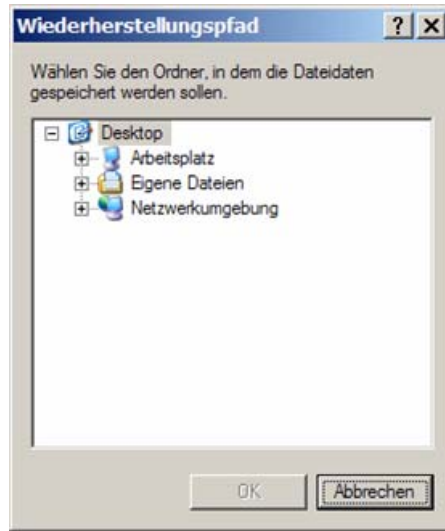 Wiederherstellungspfad
Wählen Sie den Ordner, in dem die Dateidaten
gespeichert werden sollen.
Desktop
Arbeitsplatz
Eigene Dateien
Netzwerkumgebung
OK Abbrechen